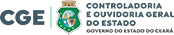 CGE
CONTROLADORIA
E OUVIDORIA GERAL
DO ESTADO
GOVERNO DO ESTADO DO CEARÁ